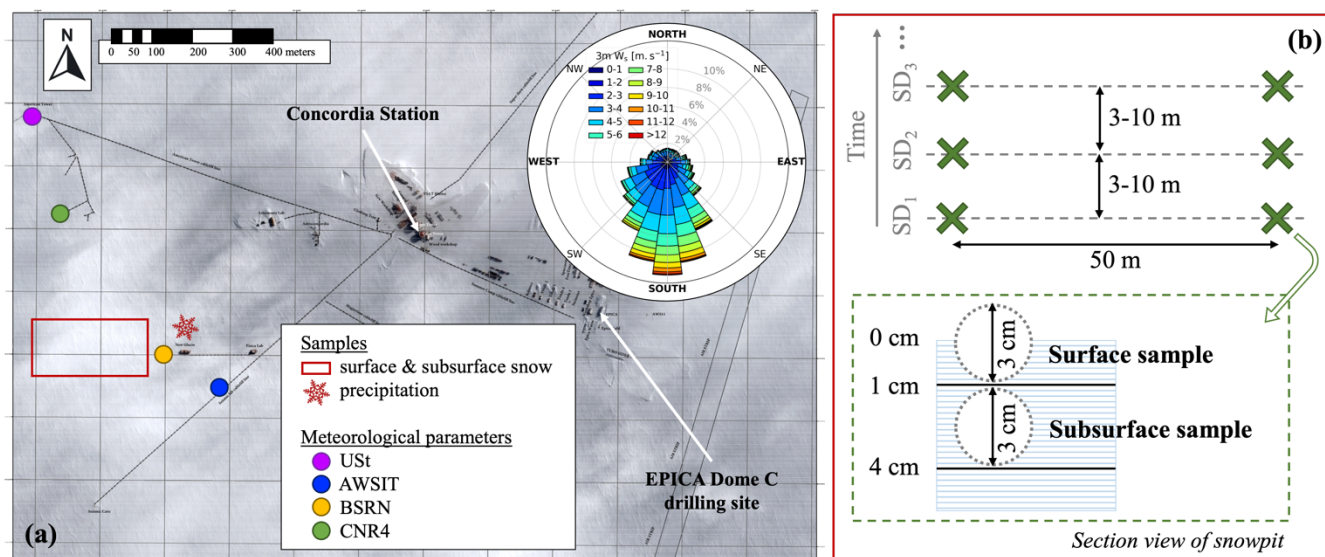 N
0 50 100 200 300 400 meters
Concordia Station
NORTH
3m Wₛ [m. s⁻¹]
0-1 7-8
1-2 8-9
2-3 9-10
3-4 10-11
4-5 11-12
5-6 >12
10%
8%
6%
4%
2%
NW
NE
WEST
EAST
SW
SE
SOUTH
Samples
surface & subsurface snow
precipitation
Meteorological parameters
USt
AWSIT
BSRN
CNR4
EPICA Dome C
drilling site
(a)
(b)
Time
...
SD₃
SD₂
SD₁
3-10 m
3-10 m
50 m
0 cm
1 cm
4 cm
3 cm
Surface sample
3 cm
Subsurface sample
Section view of snowpit